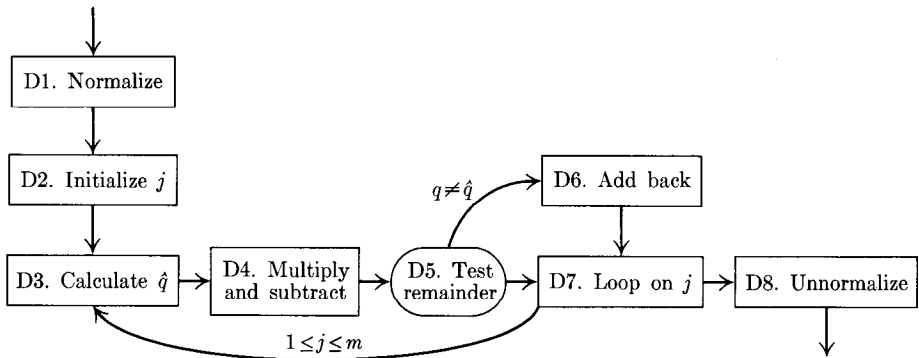 D1. Normalize
D2. Initialize j
q≠q̂
D6. Add back
D3. Calculate q̂
D4. Multiply
and subtract
D5. Test
remainder
D7. Loop on j
D8. Unnormalize
1≤j≤m